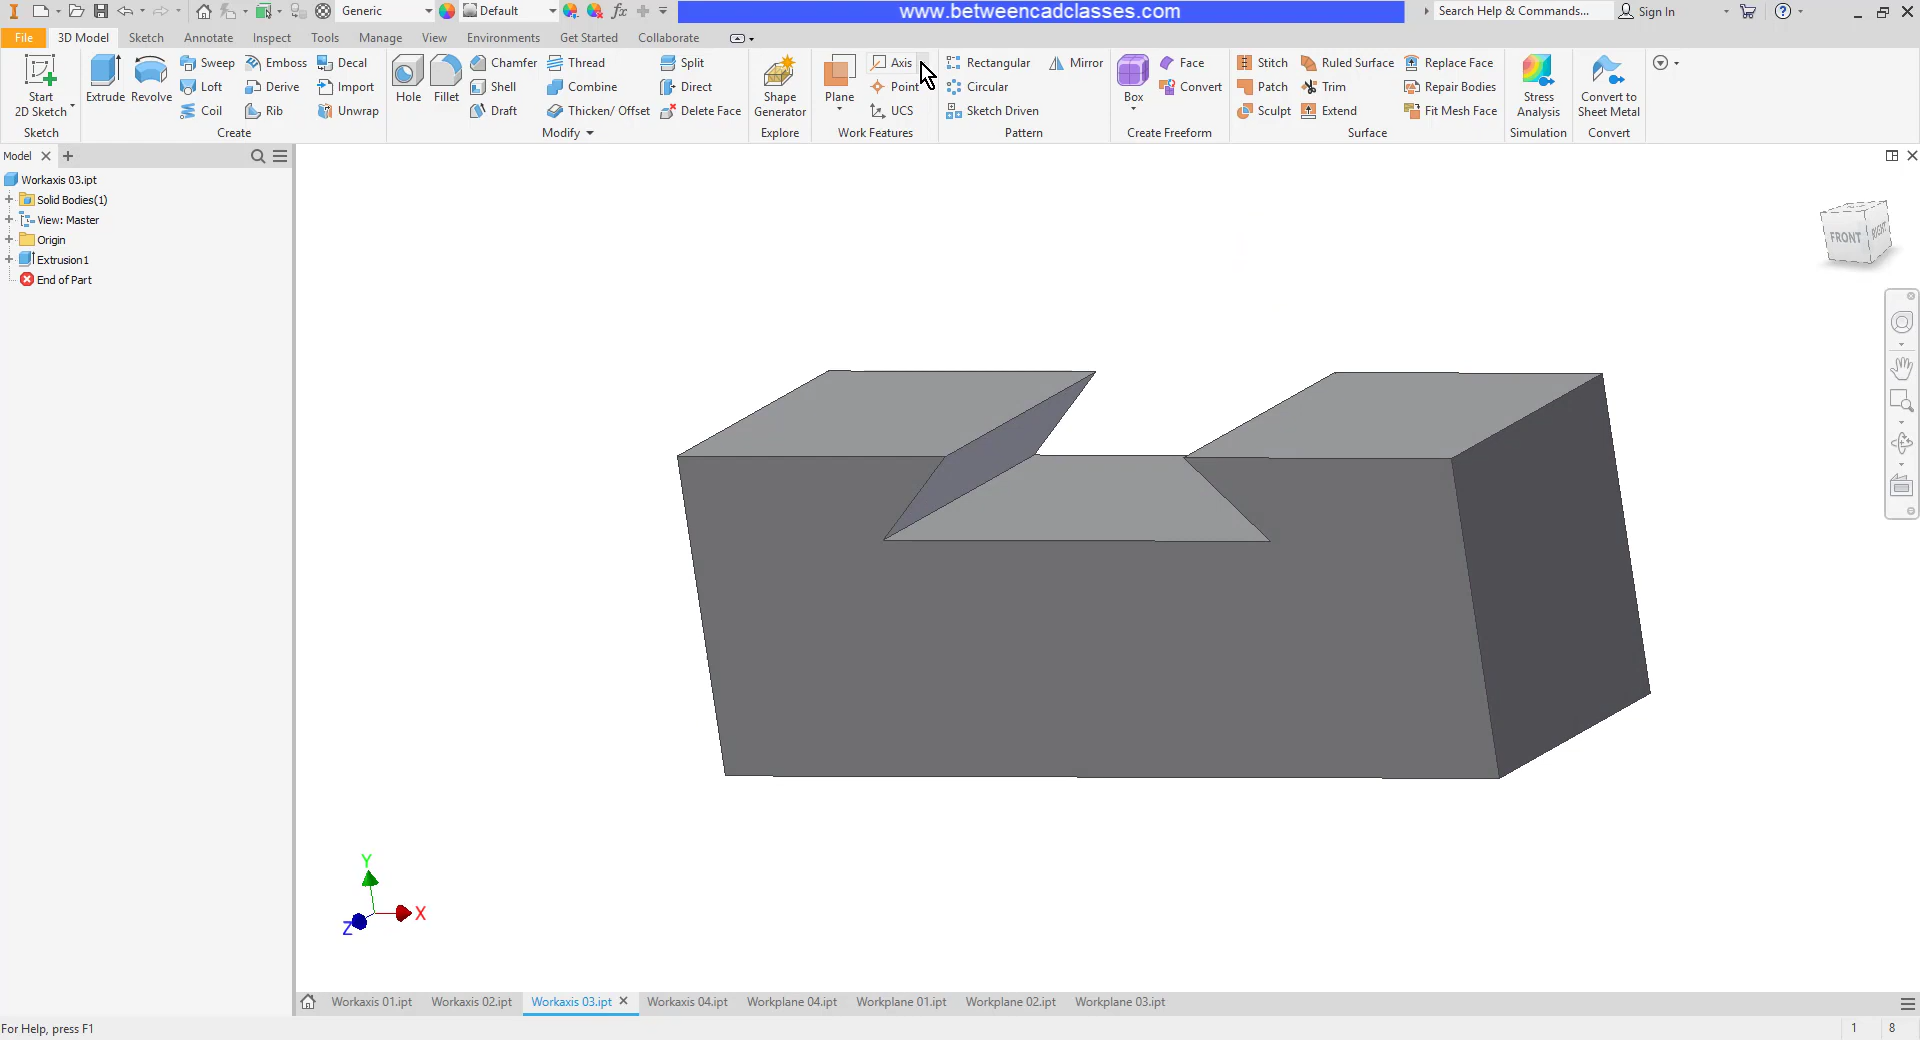 Generic
Default
www.betweencadclasses.com
Search Help & Commands...
Sign In
File 3D Model Sketch Annotate Inspect Tools Manage View Environments Get Started Collaborate
Start
2D Sketch
Sketch
Extrude
Revolve
Sweep
Loft
Coil
Emboss
Derive
Rib
Decal
Import
Unwrap
Create
Hole
Fillet
Chamfer
Shell
Draft
Thread
Combine
Thicken/ Offset
Split
Direct
Delete Face
Modify
Shape
Generator
Explore
Plane
Axis
Point
UCS
Work Features
Rectangular
Circular
Sketch Driven
Mirror
Pattern
Box
Face
Convert
Create Freeform
Stitch
Patch
Sculpt
Ruled Surface
Trim
Extend
Replace Face
Repair Bodies
Fit Mesh Face
Surface
Stress
Analysis
Simulation
Convert to
Sheet Metal
Convert
Model
Workaxis 03.ipt
Solid Bodies(1)
View: Master
Origin
Extrusion1
End of Part
FRONT
RIGHT
Y
X
Z
Workaxis 01.ipt Workaxis 02.ipt Workaxis 03.ipt Workaxis 04.ipt Workplane 04.ipt Workplane 01.ipt Workplane 02.ipt Workplane 03.ipt
For Help, press F1
1 8